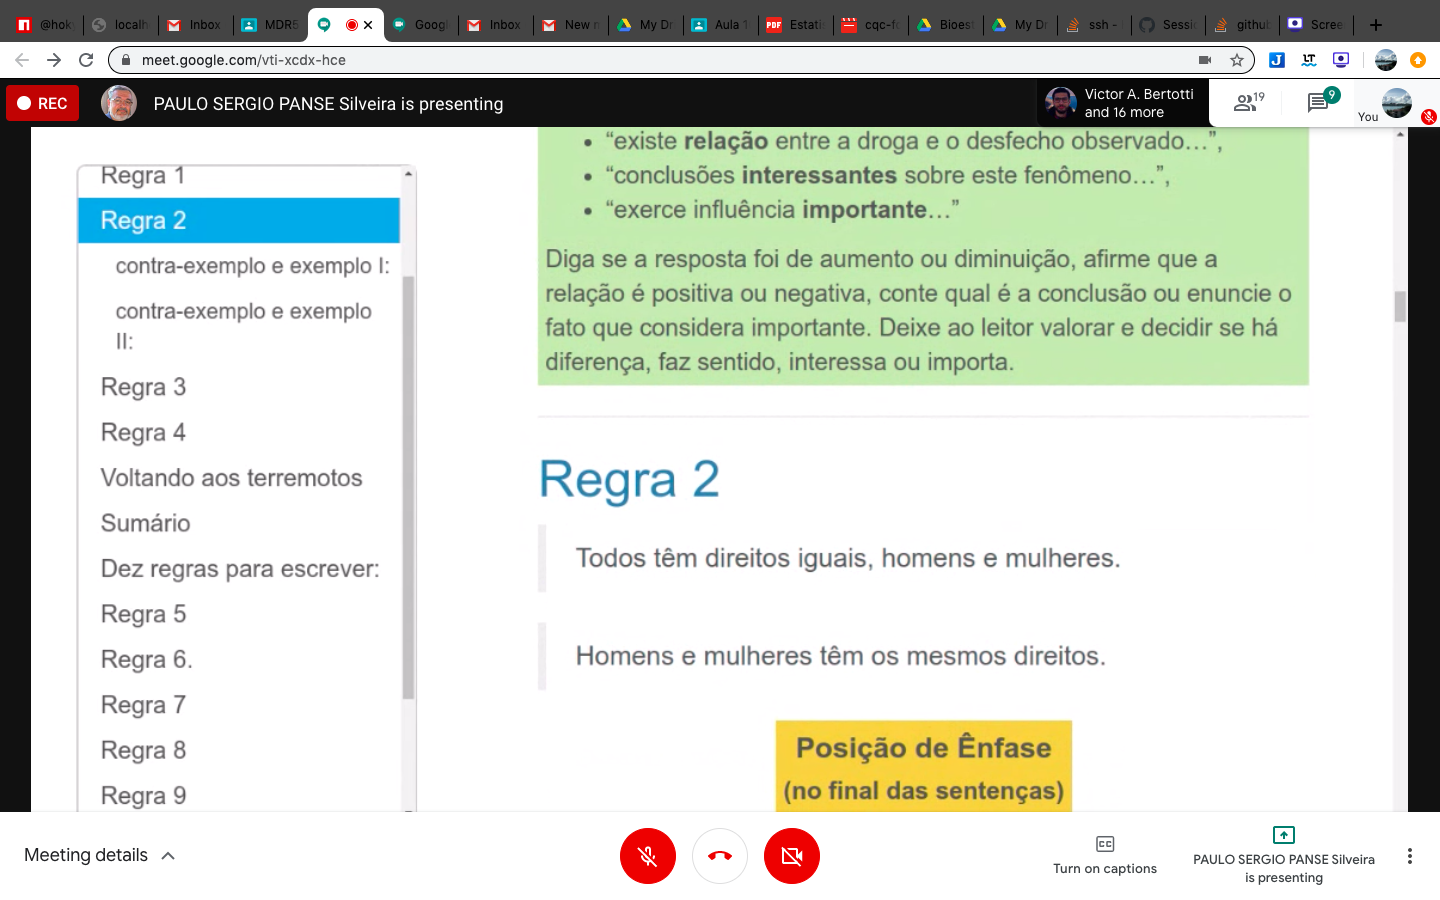 @hok
localh
Inbox
MDR5
Googl
Inbox
New m
My Dr
Aula 1
PDF
Estati
cqc-fo
Bioest
My Dr
ssh -
Sessio
github
Scree
meet.google.com/vti-xcdx-hce
REC
PAULO SERGIO PANSE Silveira is presenting
Victor A. Bertotti
and 16 more
19
9
You
Regra 1
Regra 2
contra-exemplo e exemplo I:
contra-exemplo e exemplo
II:
Regra 3
Regra 4
Voltando aos terremotos
Sumário
Dez regras para escrever:
Regra 5
Regra 6.
Regra 7
Regra 8
Regra 9
• “existe relação entre a droga e o desfecho observado…”,
• “conclusões interessantes sobre este fenômeno…”,
• “exerce influência importante…”
Diga se a resposta foi de aumento ou diminuição, afirme que a
relação é positiva ou negativa, conte qual é a conclusão ou enuncie o
fato que considera importante. Deixe ao leitor valorar e decidir se há
diferença, faz sentido, interessa ou importa.
Regra 2
Todos têm direitos iguais, homens e mulheres.
Homens e mulheres têm os mesmos direitos.
Posição de Ênfase
(no final das sentenças)
Meeting details
Turn on captions
PAULO SERGIO PANSE Silveira
is presenting